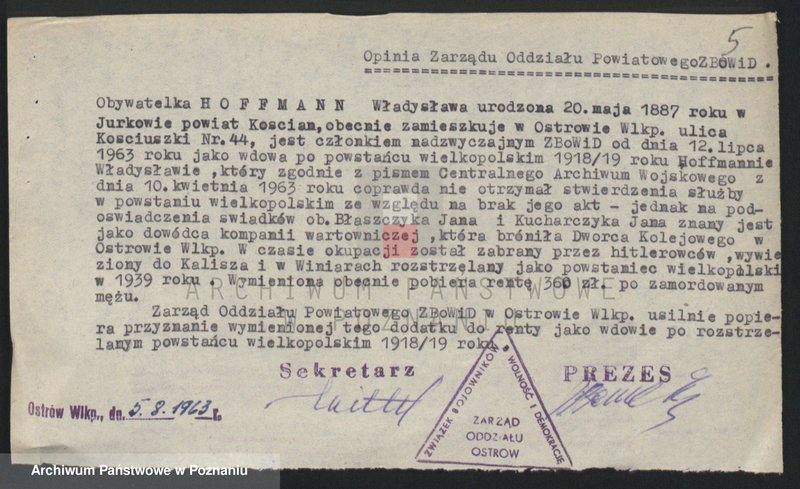 5
Opinia Zarządu Oddziału PowiatowegoZBOWiD .
Obywatelka HOFFMANN Władysława urodzona 20.maja 1887 roku w
Jurkowie powiat Koscian,obecnie zamieszkuje w Ostrowie Wlkp. ulica
Kosciuszki Nr.44, jest członkiem nadzwyczajnym ZBoWiD od dnia 12.lipca
1963 roku jako wdowa po powstańcu wielkopolskim 1918/19 roku Hoffmannie
Władysławie ,który zgodnie z pismem Centralnego Archiwum Wojskowego z
dnia 10.kwietnia 1963 roku coprawda nie otrzymał stwierdzenia służby
w powstaniu wielkopolskim ze względu na brak jego akt - jednak na pod-
oswiadczenia swiadków ob.Błaszczyka Jana i Kucharczyka Jana znany jest
jako dowódca kompanii wartowniczej ,która bróniła Dworca Kolejowego w
Ostrowie Wlkp. W czasie okupacji został zabrany przez hitlerowców ,wywie
ziony do Kalisza i w Winiarach rozstrzęlany jako powstaniec wielkopolski
w 1939 roku . Wymieniona obecnie pobiera rentę 360 zł. po zamordowanym
mężu.
Zarząd Oddziału Powiatowego ZBoWiD w Ostrowie Wlkp. usilnie popie-
ra przyznanie wymienionej tego dodatku do renty jako wdowie po rozstrze-
lanym powstańcu wielkopolskim 1918/19 roku
ARCHIWUM PAŃSTWOWE
W POZNANIU
Sekretarz
PREZES
Ostrów Wlkp., dn. 5.8.1963 r.
ZWIĄZEK BOJOWNIKÓW O WOLNOŚĆ I DEMOKRACJE
ZARZĄD
ODDZIAŁU
OSTRÓW
Archiwum Państwowe w Poznaniu